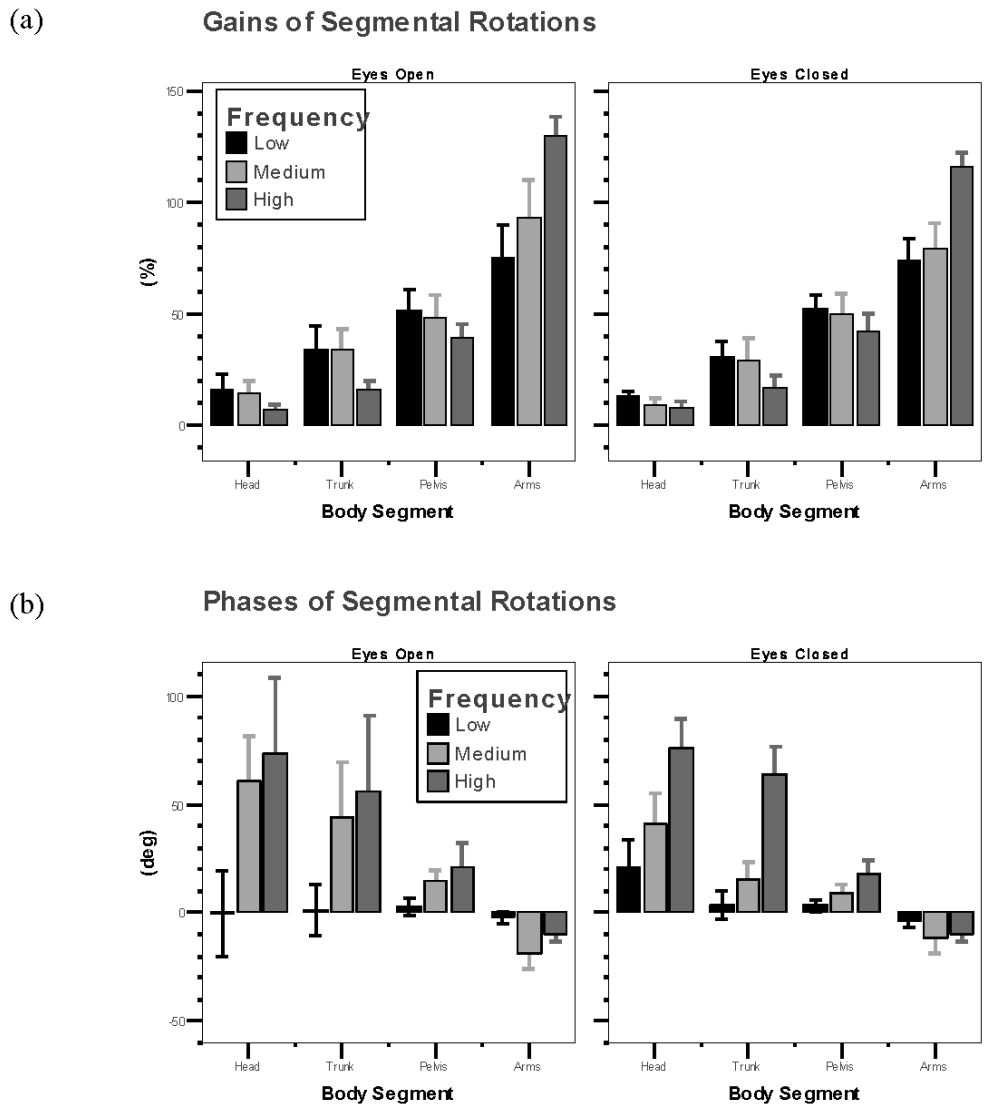 (a)
Gains of Segmental Rotations
Eyes Open
Eyes Closed
150
100
50
0
(%)
Frequency
Low
Medium
High
Head Trunk Pelvis Arms
Head Trunk Pelvis Arms
Body Segment
Body Segment
(b)
Phases of Segmental Rotations
Eyes Open
Eyes Closed
100
50
0
-50
(deg)
Frequency
Low
Medium
High
Head Trunk Pelvis Arms
Head Trunk Pelvis Arms
Body Segment
Body Segment